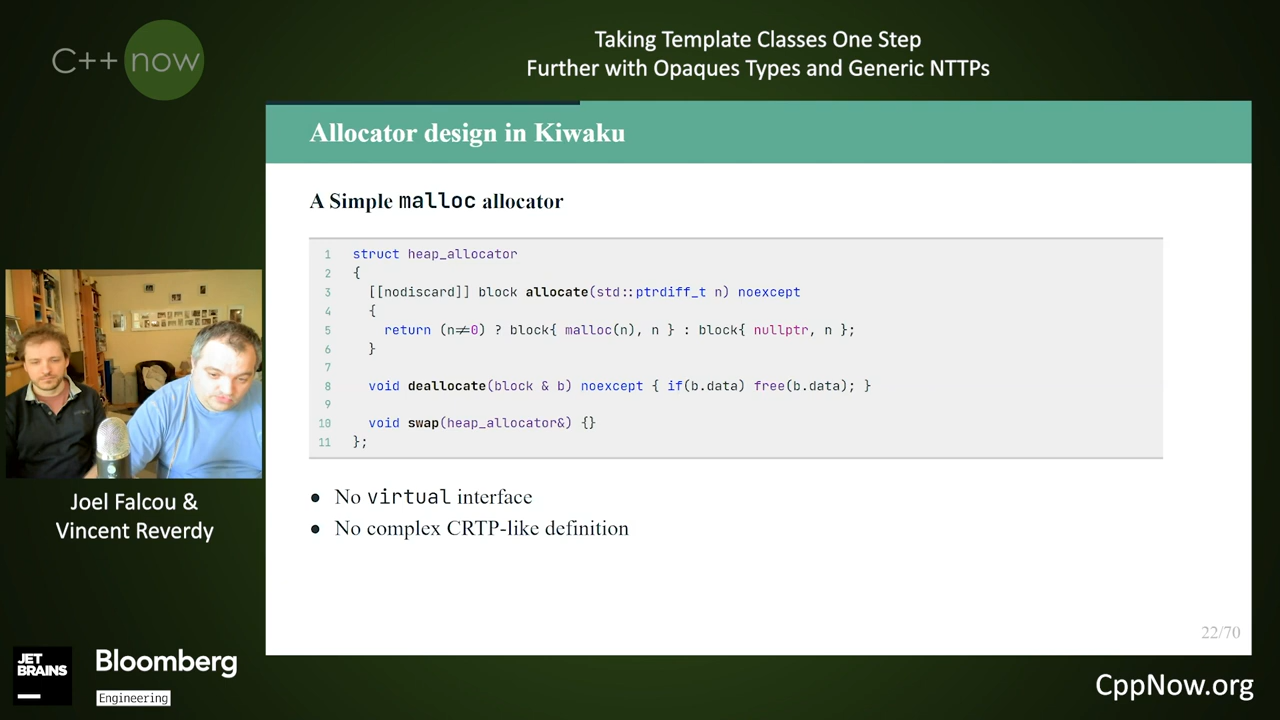 C++ now
Taking Template Classes One Step
Further with Opaques Types and Generic NTTPs
Allocator design in Kiwaku
A Simple malloc allocator
1 struct heap_allocator
2 {
3 [[nodiscard]] block allocate(std::ptrdiff_t n) noexcept
4 {
5 return (n≠0) ? block{ malloc(n), n } : block{ nullptr, n };
6 }
7
8 void deallocate(block & b) noexcept { if(b.data) free(b.data); }
9
10 void swap(heap_allocator&) {}
11 };
● No virtual interface
● No complex CRTP-like definition
22/70
Joel Falcou &
Vincent Reverdy
JET
BRAINS
Bloomberg
Engineering
CppNow.org